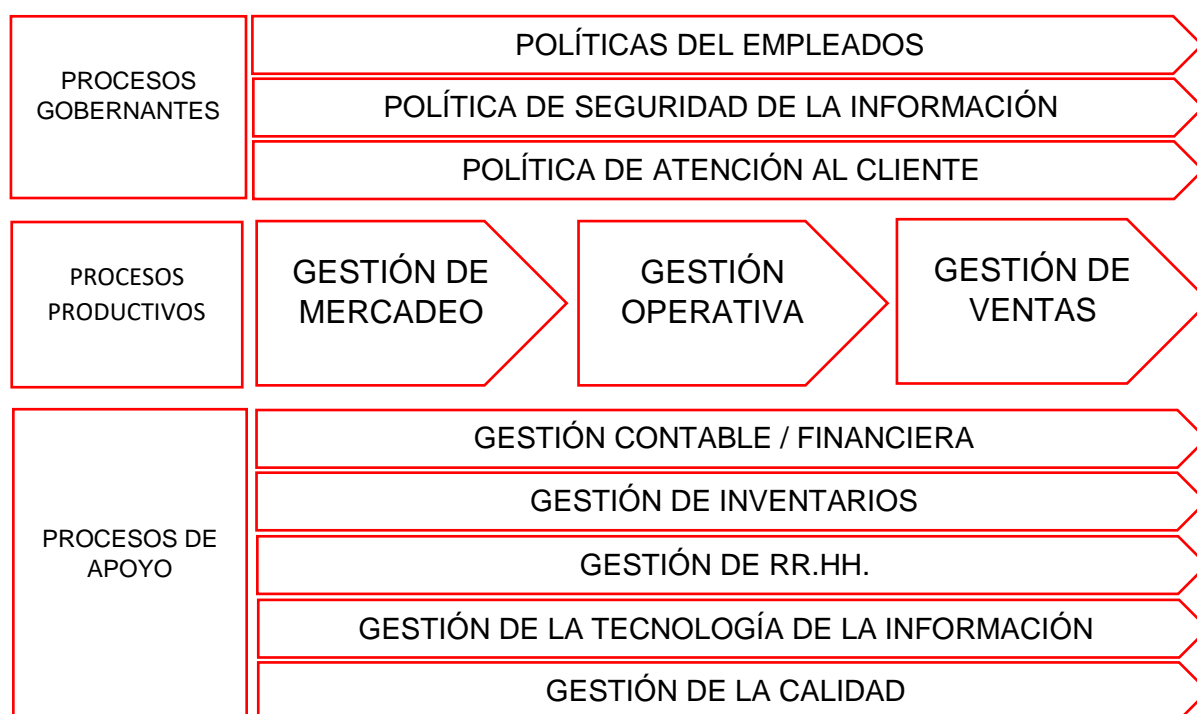 PROCESOS
GOBERNANTES
POLÍTICAS DEL EMPLEADOS
POLÍTICA DE SEGURIDAD DE LA INFORMACIÓN
POLÍTICA DE ATENCIÓN AL CLIENTE
PROCESOS
PRODUCTIVOS
GESTIÓN DE
MERCADEO
GESTIÓN
OPERATIVA
GESTIÓN DE
VENTAS
PROCESOS DE
APOYO
GESTIÓN CONTABLE / FINANCIERA
GESTIÓN DE INVENTARIOS
GESTIÓN DE RR.HH.
GESTIÓN DE LA TECNOLOGÍA DE LA INFORMACIÓN
GESTIÓN DE LA CALIDAD